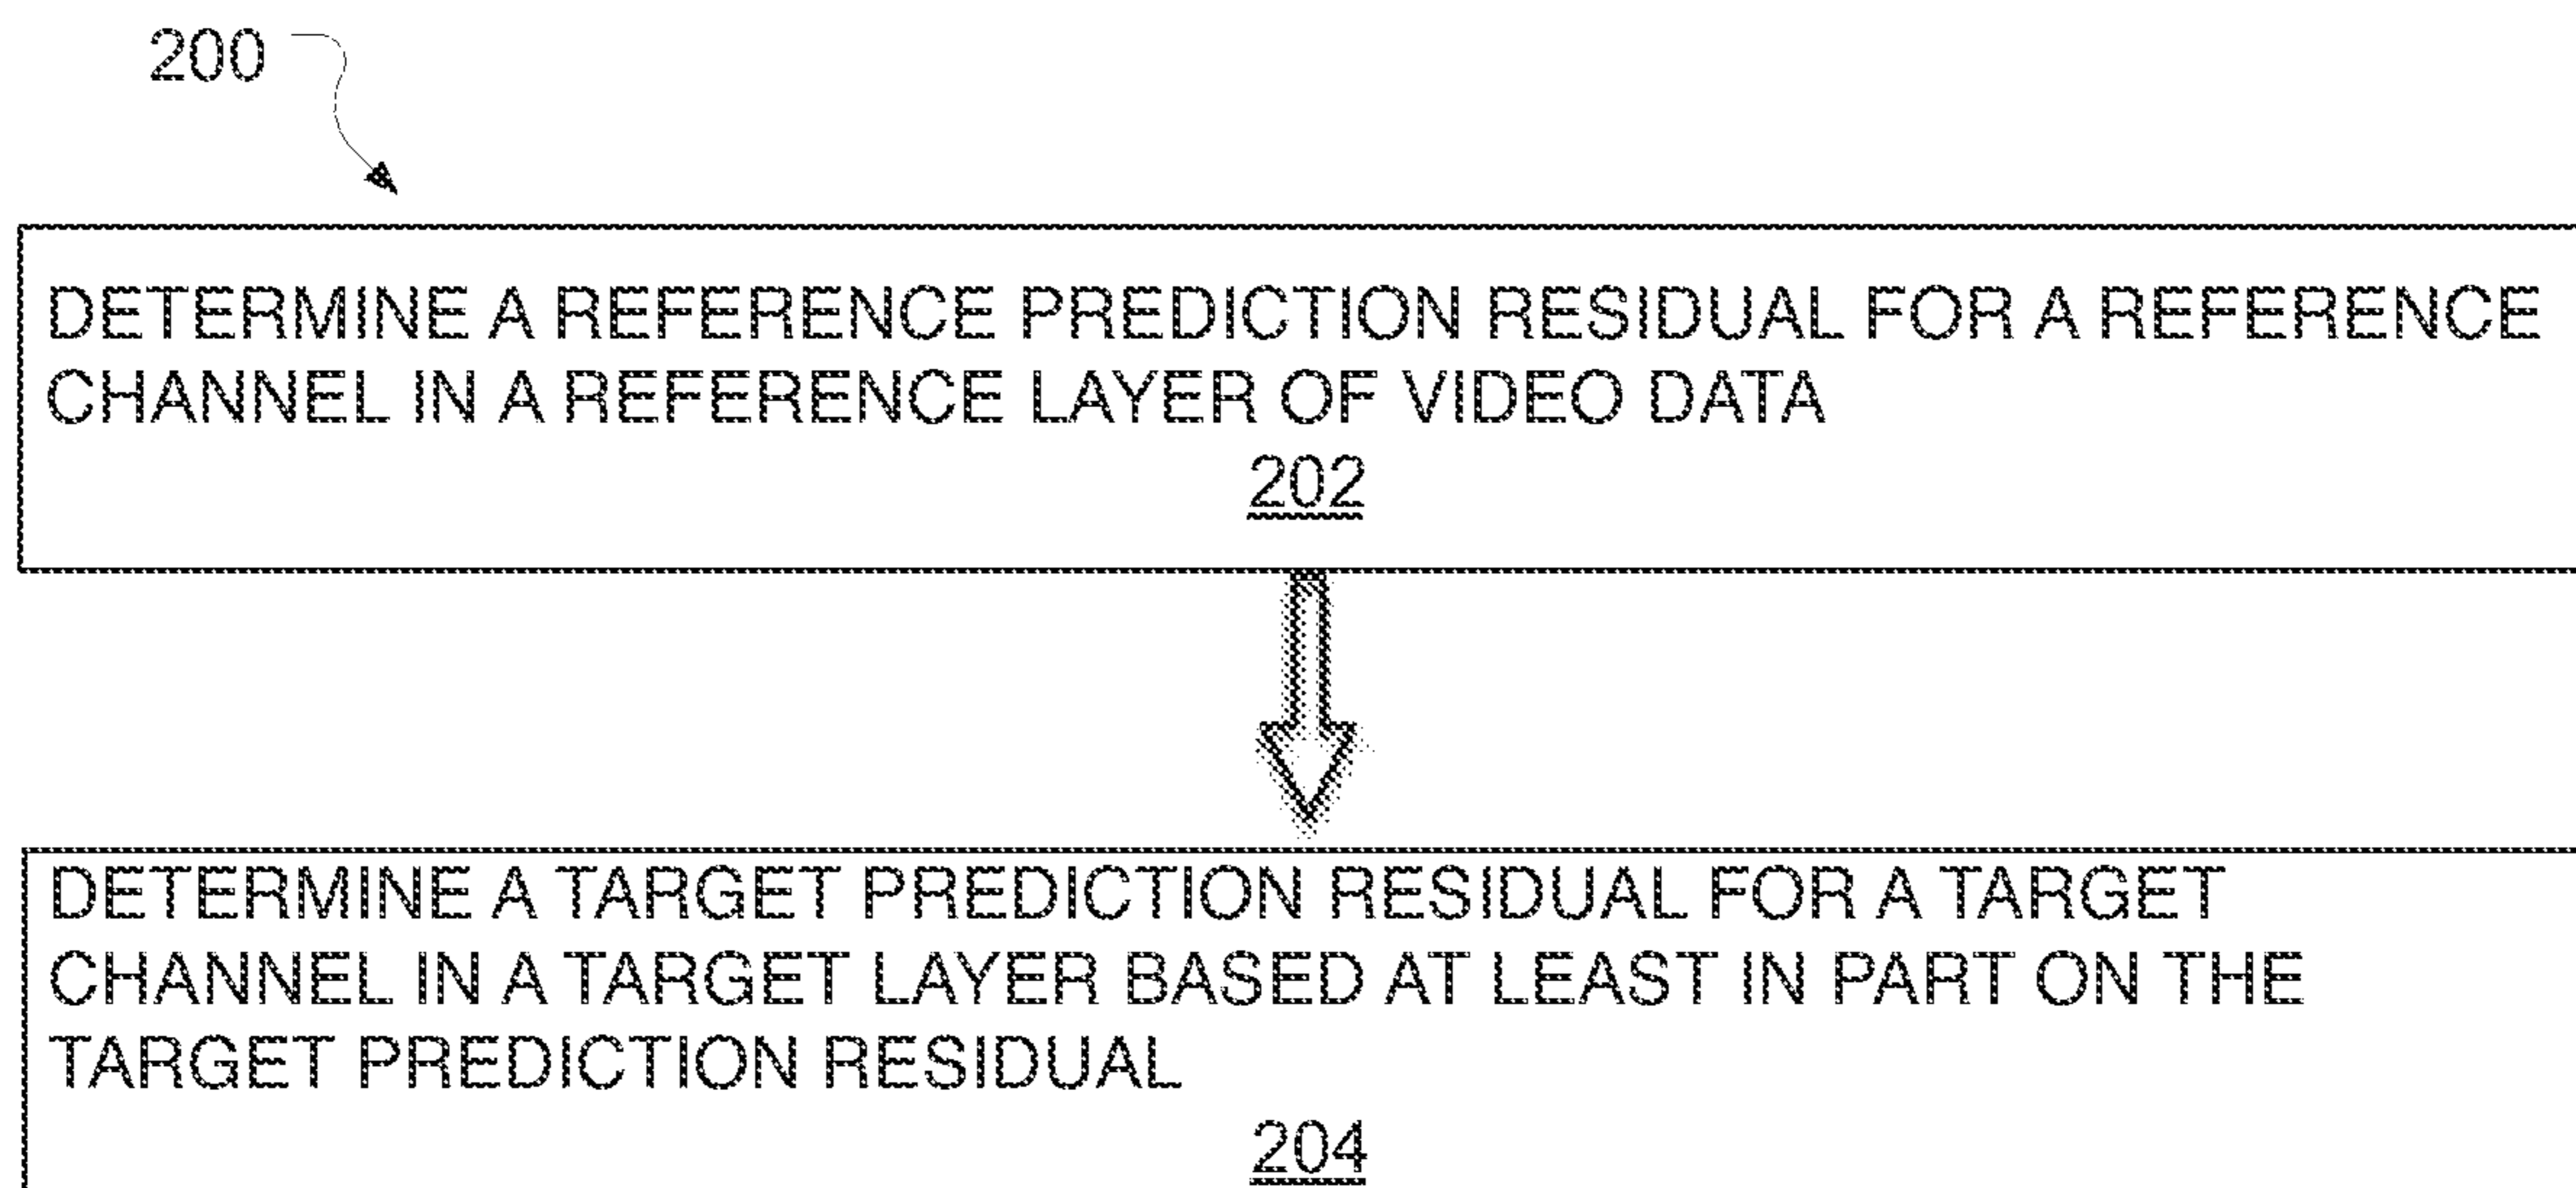 200
DETERMINE A REFERENCE PREDICTION RESIDUAL FOR A REFERENCE
CHANNEL IN A REFERENCE LAYER OF VIDEO DATA
202
DETERMINE A TARGET PREDICTION RESIDUAL FOR A TARGET
CHANNEL IN A TARGET LAYER BASED AT LEAST IN PART ON THE
TARGET PREDICTION RESIDUAL
204